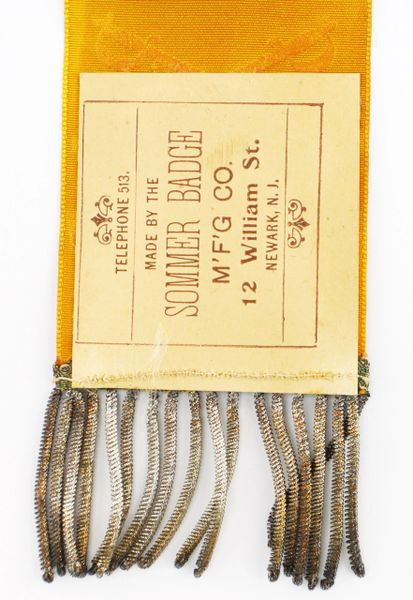 TELEPHONE 513.
MADE BY THE
SOMMER BADGE
M'F'G CO.
12 William St.
NEWARK, N. J.